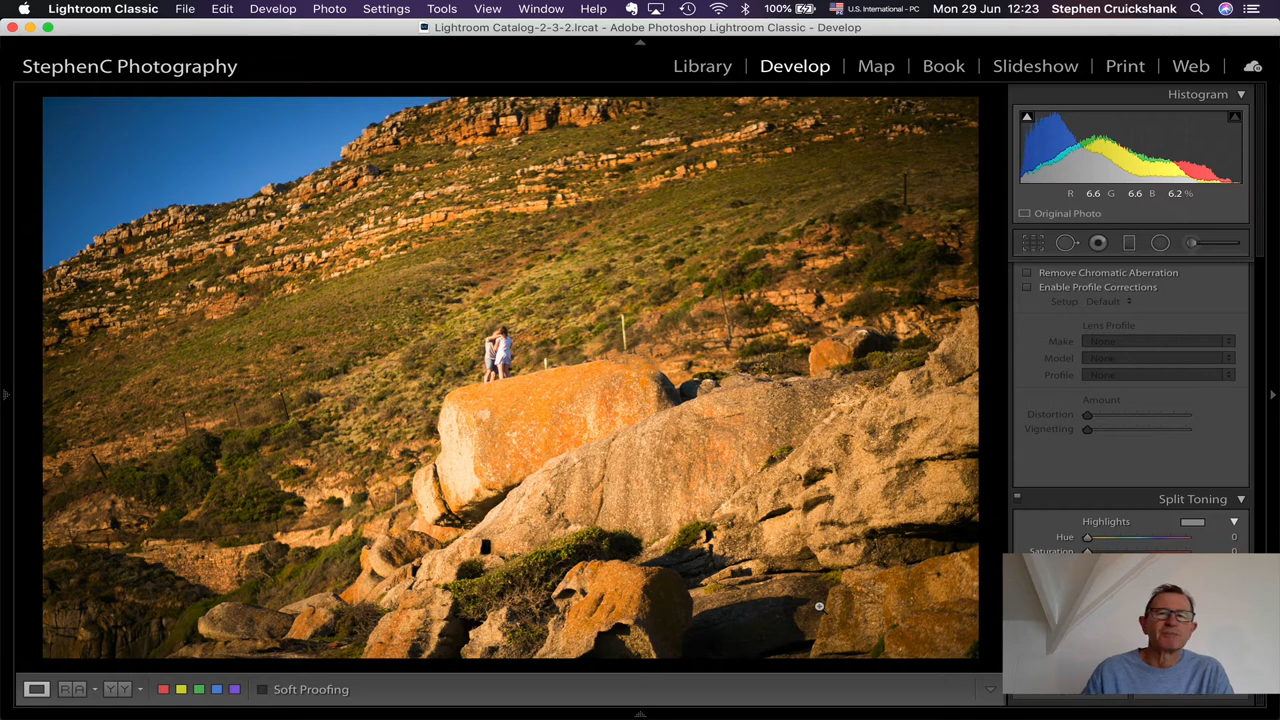 Lightroom Classic File Edit Develop Photo Settings Tools View Window Help 100% U.S. International - PC Mon 29 Jun 12:23 Stephen Cruickshank
Lightroom Catalog-2-3-2.lrcat - Adobe Photoshop Lightroom Classic - Develop
StephenC Photography
Library | Develop | Map | Book | Slideshow | Print | Web
Histogram
R 6.6 G 6.6 B 6.2 %
Original Photo
Remove Chromatic Aberration
Enable Profile Corrections
Setup Default
Lens Profile
Make None
Model None
Profile None
Amount
Distortion
Vignetting
Split Toning
Highlights
Hue 0
Saturation 0
R A Y Y Soft Proofing